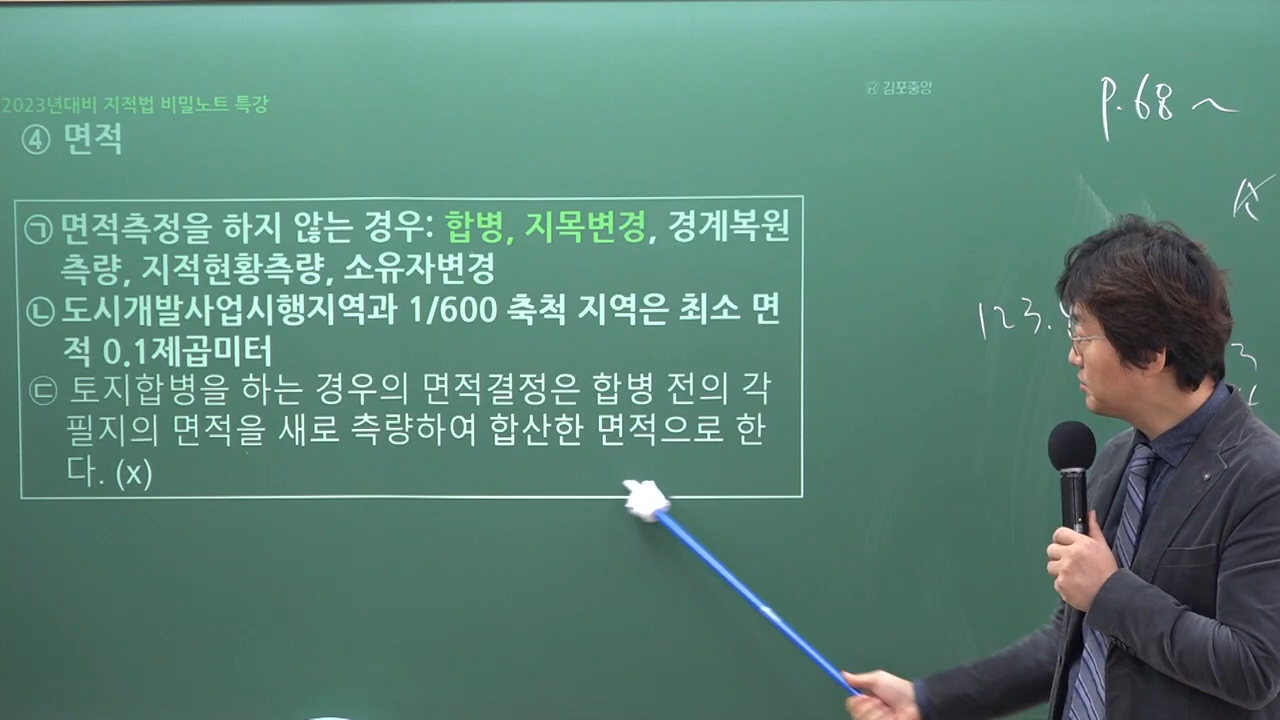 2023년대비 지적법 비밀노트 특강
김포중앙
p.68~
④ 면적
㉠ 면적측정을 하지 않는 경우: 합병, 지목변경, 경계복원
측량, 지적현황측량, 소유자변경
㉡ 도시개발사업시행지역과 1/600 축척 지역은 최소 면
적 0.1제곱미터
㉢ 토지합병을 하는 경우의 면적결정은 합병 전의 각
필지의 면적을 새로 측량하여 합산한 면적으로 한
다. (x)
123.
3